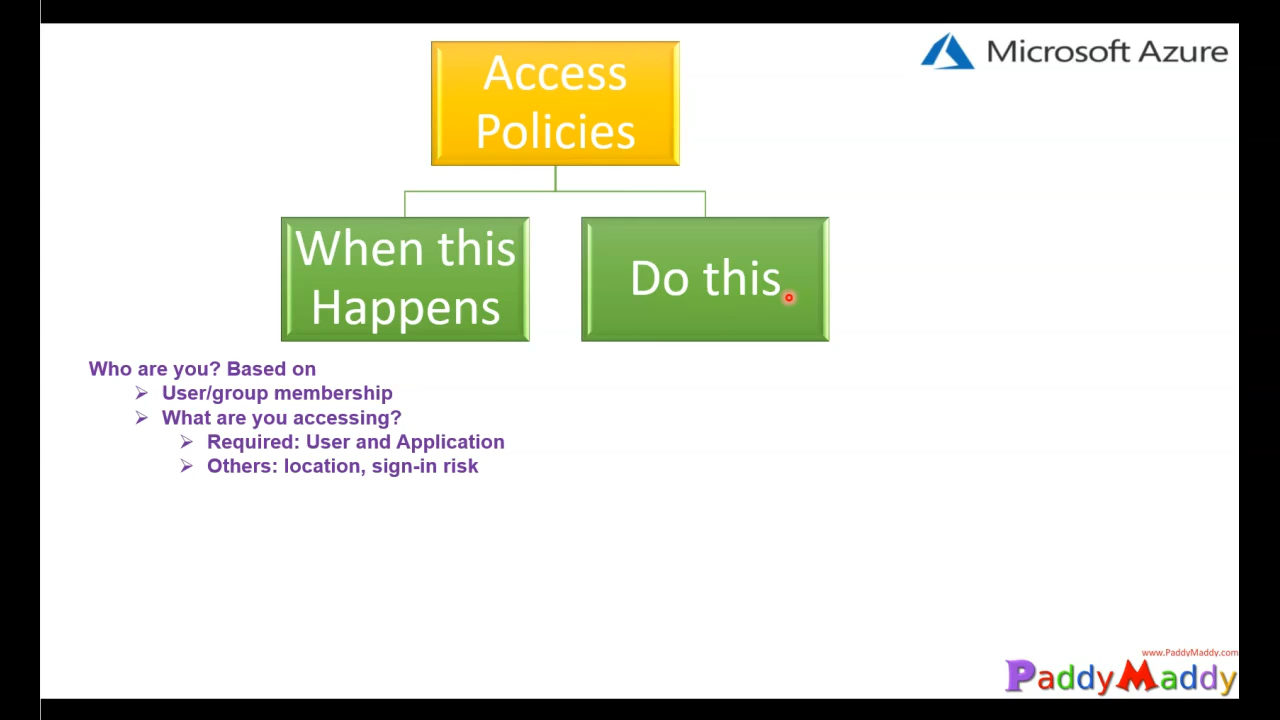 Access
Policies
Microsoft Azure
When this
Happens
Do this
Who are you? Based on
User/group membership
What are you accessing?
Required: User and Application
Others: location, sign-in risk
www.PaddyMaddy.com
PaddyMaddy